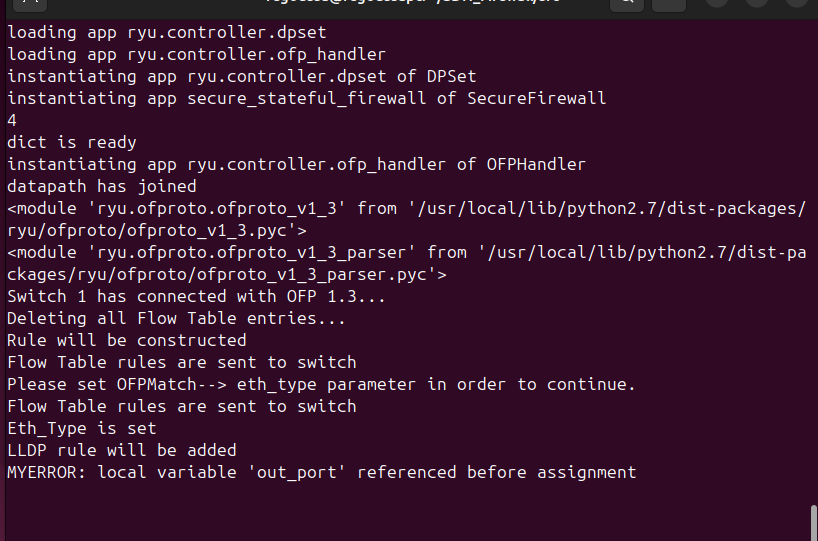 loading app ryu.controller.dpset
loading app ryu.controller.ofp_handler
instantiating app ryu.controller.dpset of DPSet
instantiating app secure_stateful_firewall of SecureFirewall
4
dict is ready
instantiating app ryu.controller.ofp_handler of OFPHandler
datapath has joined
<module 'ryu.ofproto.ofproto_v1_3' from '/usr/local/lib/python2.7/dist-packages/
ryu/ofproto/ofproto_v1_3.pyc'>
<module 'ryu.ofproto.ofproto_v1_3_parser' from '/usr/local/lib/python2.7/dist-pa
ckages/ryu/ofproto/ofproto_v1_3_parser.pyc'>
Switch 1 has connected with OFP 1.3...
Deleting all Flow Table entries...
Rule will be constructed
Flow Table rules are sent to switch
Please set OFPMatch--> eth_type parameter in order to continue.
Flow Table rules are sent to switch
Eth_Type is set
LLDP rule will be added
MYERROR: local variable 'out_port' referenced before assignment